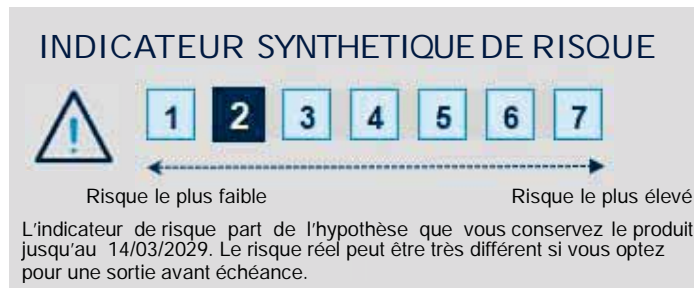 INDICATEUR SYNTHETIQUE DE RISQUE
!
1 2 3 4 5 6 7
Risque le plus faible Risque le plus élevé
L'indicateur de risque part de l'hypothèse que vous conservez le produit
jusqu'au 14/03/2029. Le risque réel peut être très différent si vous optez
pour une sortie avant échéance.